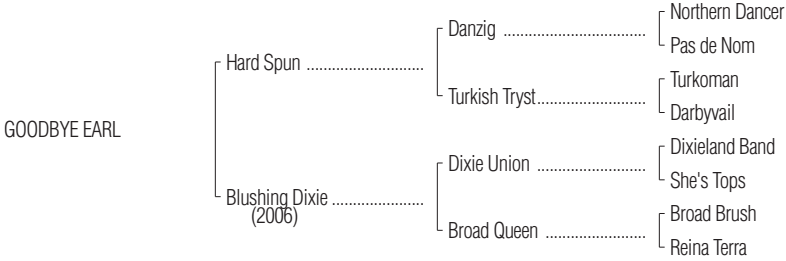 Northern Dancer
Danzig ..................................
Pas de Nom
Hard Spun ............................
Turkoman
Turkish Tryst..........................
Darbyvail
GOODBYE EARL
Dixieland Band
Dixie Union ..........................
She's Tops
Blushing Dixie ......................
(2006)
Broad Brush
Broad Queen ........................
Reina Terra